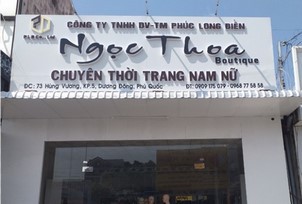 CÔNG TY TNHH DV-TM PHÚC LONG BIÊN
Ngọc Thoa
Boutique
CHUYÊN THỜI TRANG NAM NỮ
ĐC: 73 Hùng Vương, KP.5, Dương Đông, Phú Quốc ĐT: 0909 115 079 - 0968 77 58 58